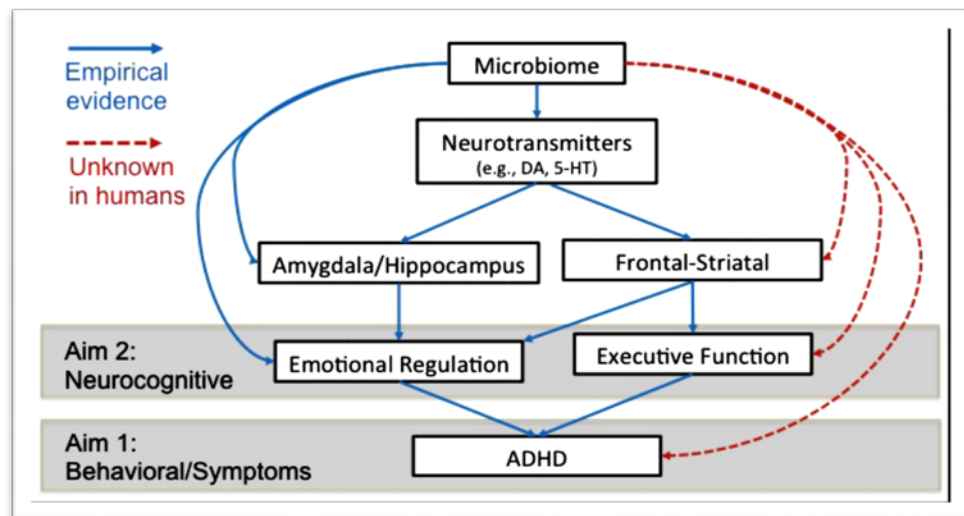 Microbiome
Empirical
evidence
Neurotransmitters
(e.g., DA, 5-HT)
Unknown
in humans
Amygdala/Hippocampus
Frontal-Striatal
Aim 2:
Neurocognitive
Emotional Regulation
Executive Function
Aim 1:
Behavioral/Symptoms
ADHD